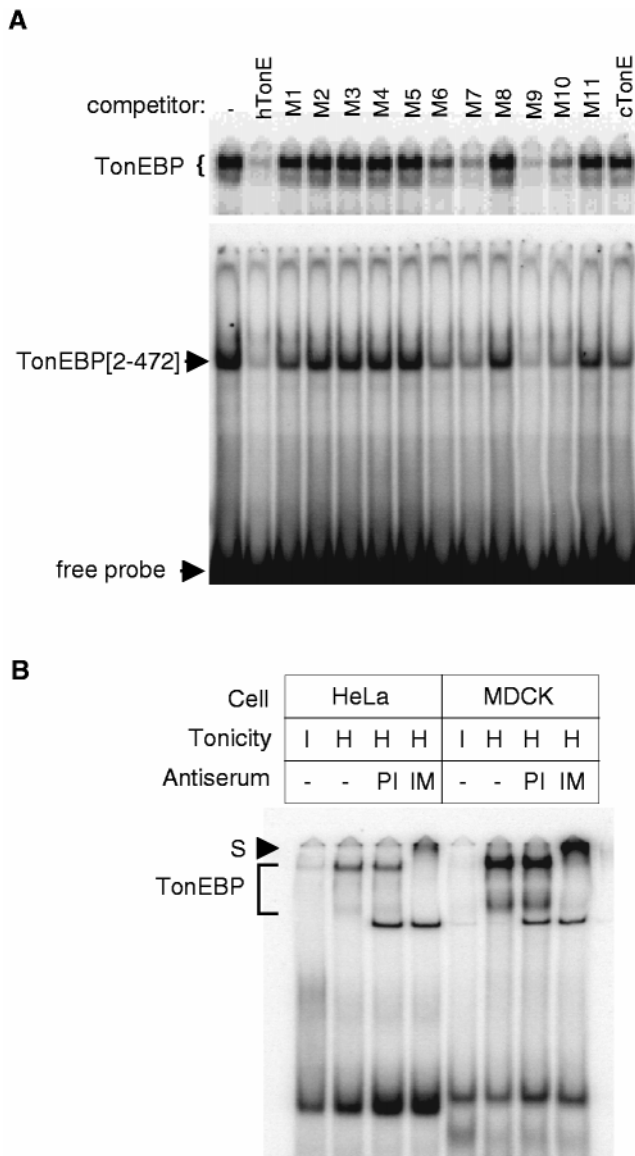 A
competitor: - hTonE M1 M2 M3 M4 M5 M6 M7 M8 M9 M10 M11 cTonE
TonEBP {
TonEBP[2-472]
free probe
B
Cell HeLa MDCK
Tonicity I H H H I H H H
Antiserum - - PI IM - - PI IM
S
TonEBP